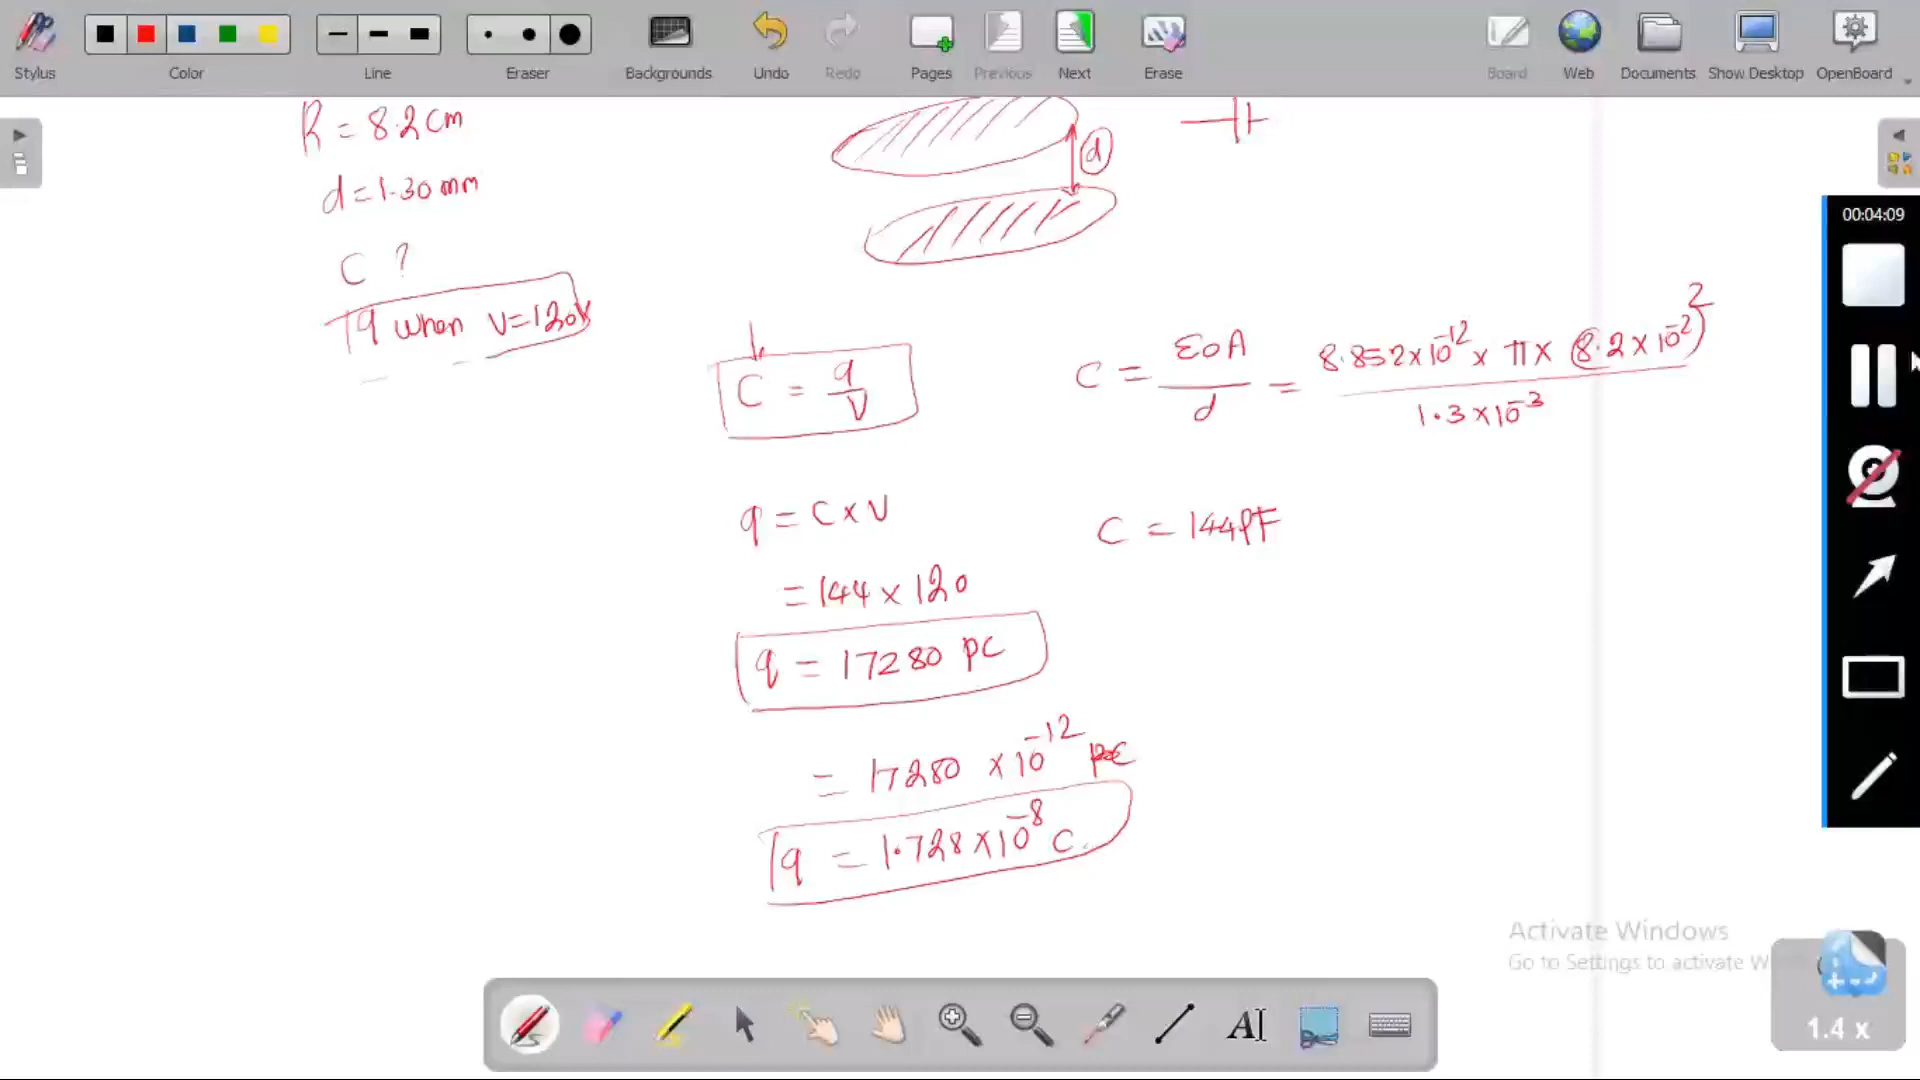 Stylus
Color
Line
Eraser
Backgrounds
Undo
Redo
Pages
Previous
Next
Erase
Board
Web
Documents
Show Desktop
OpenBoard
00:04:09
R = 8.2 cm
d = 1.30 mm
C ?
q when V = 120V
d
C = q/V
C = ε0A/d = 8.852 × 10^-12 × π × (8.2 × 10^-2)^2 / 1.3 × 10^-3
q = C × V
C = 144 PF
= 144 × 120
q = 17280 PC
= 17280 × 10^-12
q = 1.728 × 10^-8 C
Activate Windows
Go to Settings to activate W
1.4 x
AI